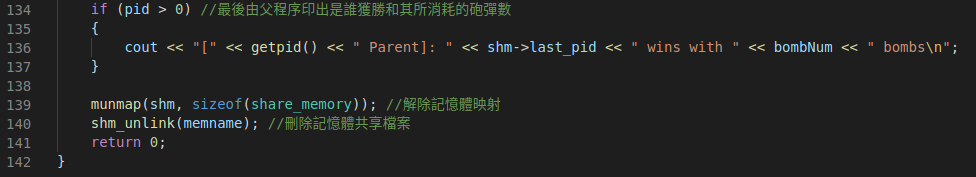 134 if (pid > 0) //最後由父程序印出是誰獲勝和其所消耗的砲彈數
135 {
136 cout << "[" << getpid() << " Parent]: " << shm->last_pid << " wins with " << bombNum << " bombs\n";
137 }
138
139 munmap(shm, sizeof(share_memory)); //解除記憶體映射
140 shm_unlink(memname); //刪除記憶體共享檔案
141 return 0;
142 }